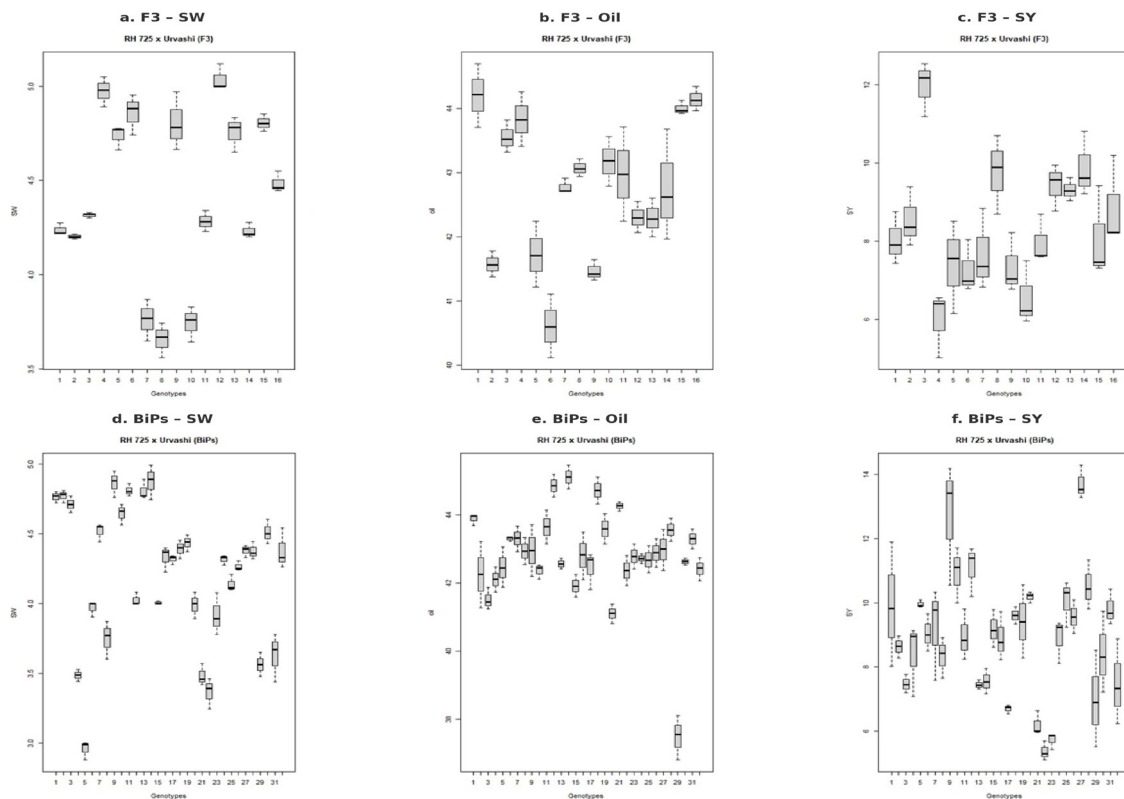 a. F3 – SW
RH 725 x Urvashi (F3)
SW
5.0
4.5
4.0
3.5
1 2 3 4 5 6 7 8 9 10 11 12 13 14 15 16
Genotypes
b. F3 – Oil
RH 725 x Urvashi (F3)
oil
44
43
42
41
40
1 2 3 4 5 6 7 8 9 10 11 12 13 14 15 16
Genotypes
c. F3 – SY
RH 725 x Urvashi (F3)
SY
12
10
8
6
1 2 3 4 5 6 7 8 9 10 11 12 13 14 15 16
Genotypes
d. BiPs – SW
RH 725 x Urvashi (BiPs)
SW
5.0
4.5
4.0
3.5
3.0
1 3 5 7 9 11 13 15 17 19 21 23 25 27 29 31
Genotypes
e. BiPs – Oil
RH 725 x Urvashi (BiPs)
oil
44
42
40
38
1 3 5 7 9 11 13 15 17 19 21 23 25 27 29 31
Genotypes
f. BiPs – SY
RH 725 x Urvashi (BiPs)
SY
14
12
10
8
6
1 3 5 7 9 11 13 15 17 19 21 23 25 27 29 31
Genotypes